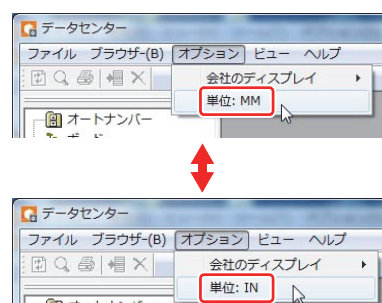 データセンター
ファイル ブラウザ-(B) オプション ビュー ヘルプ
会社のディスプレイ
単位: MM
オートナンバー
データセンター
ファイル ブラウザ-(B) オプション ビュー ヘルプ
会社のディスプレイ
単位: IN